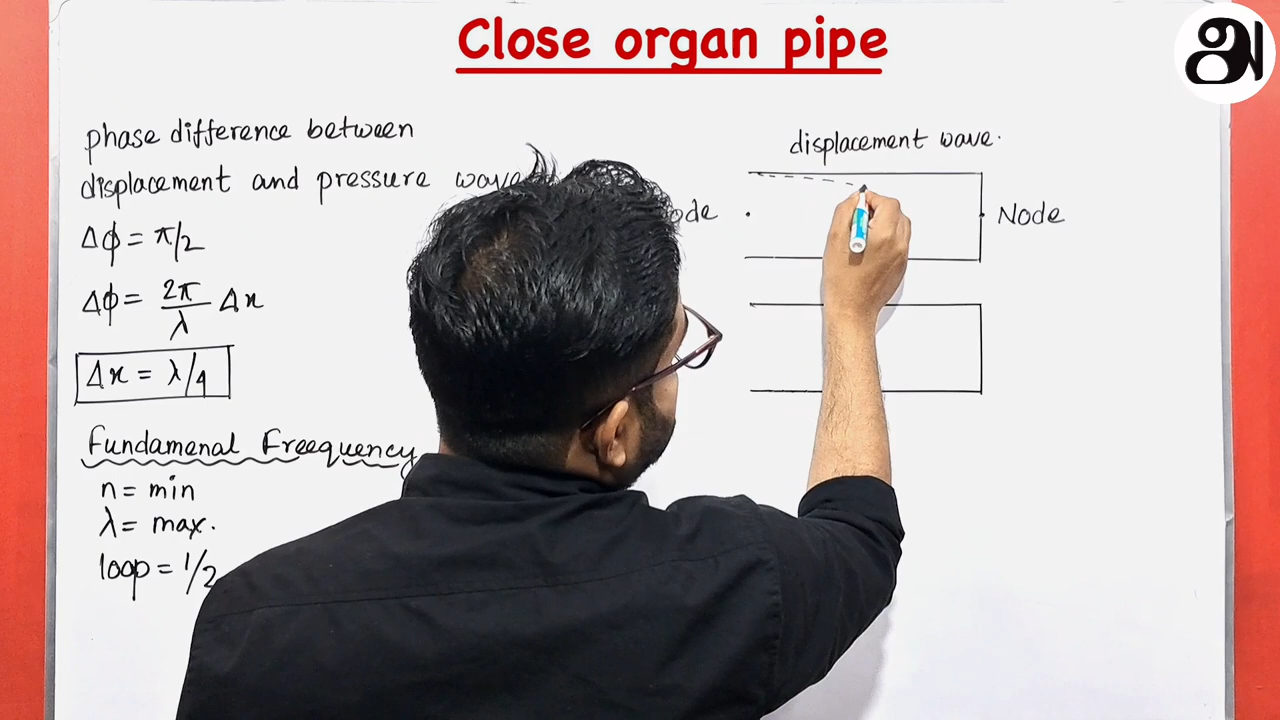 Close organ pipe
phase difference between
displacement and pressure wave
Δϕ = π/2
Δϕ = 2π/λ Δx
Δx = λ/4
Fundamenal Freequency
n = min
λ = max.
loop = 1/2
displacement wave.
Node